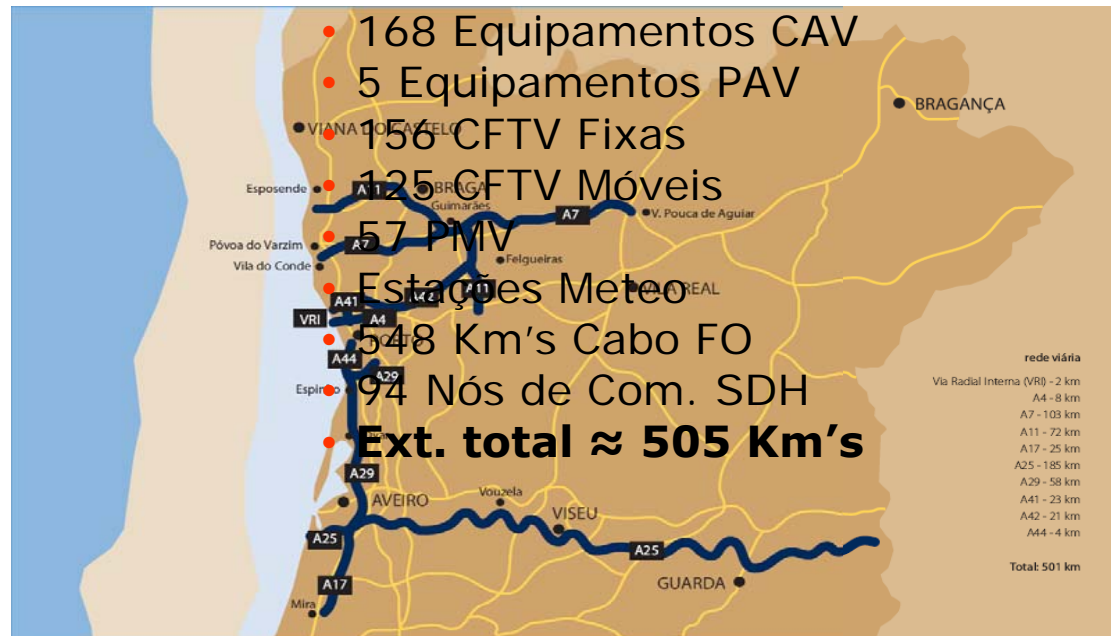 • 168 Equipamentos CAV
• 5 Equipamentos PAV
• 156 CFTV Fixas
• 125 CFTV Móveis
• 57 PMV
• Estações Meteo
• 548 Km's Cabo FO
• 94 Nós de Com. SDH
• Ext. total ≈ 505 Km's
BRAGANÇA
VIANA DO CASTELO
Esposende
A11
BRAGA
Guimarães
A7
V. Pouca de Aguiar
Póvoa do Varzim
A7
Vila do Conde
Felgueiras
A11
VILA REAL
A41
A42
VRI
A4
PORTO
A44
A29
Espinho
A29
AVEIRO
Vouzela
VISEU
A25
A25
GUARDA
A17
Mira
rede viária
Via Radial Interna (VRI) - 2 km
A4 - 8 km
A7 - 103 km
A11 - 72 km
A17 - 25 km
A25 - 185 km
A29 - 58 km
A41 - 23 km
A42 - 21 km
A44 - 4 km
Total: 501 km